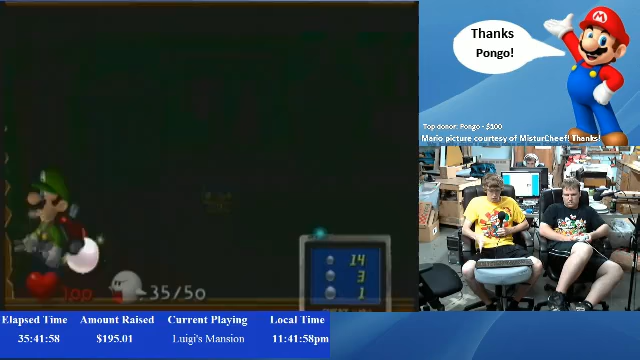 Thanks
Pongo!
Top donor: Pongo - $100
Mario picture courtesy of MisturCheef! Thanks!
14
3
1
100
35/50
Elapsed Time
Amount Raised
Current Playing
Local Time
35:41:58
$195.01
Luigi's Mansion
11:41:58pm